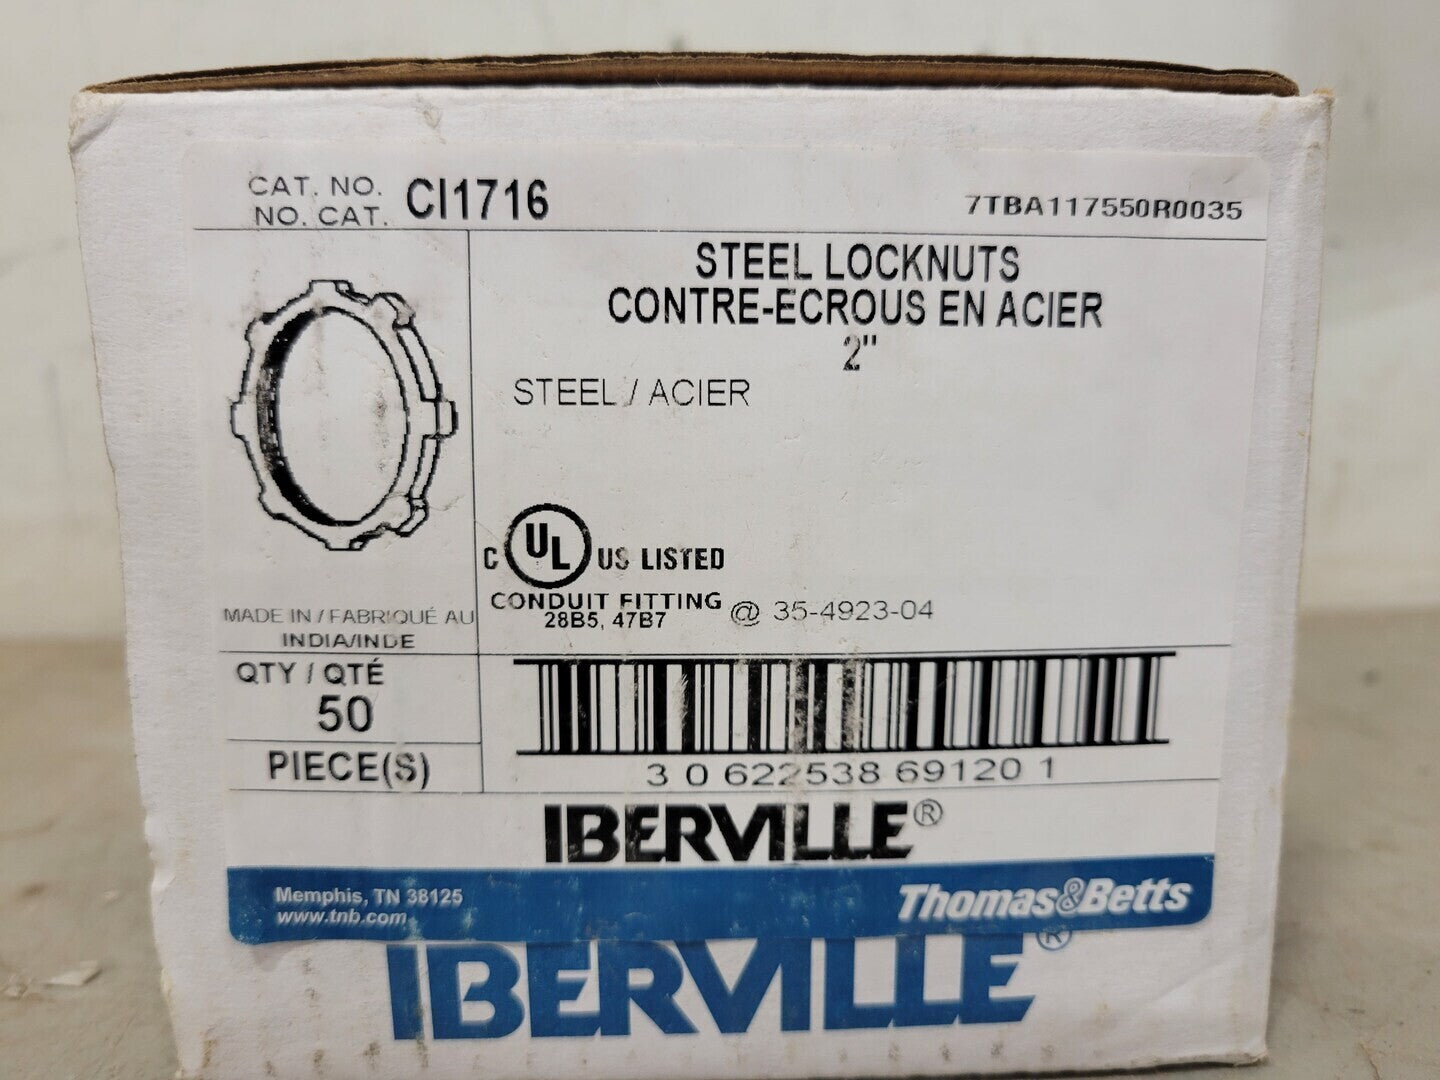 CAT. NO. CI1716
NO. CAT.
7TBA117550R0035
STEEL LOCKNUTS
CONTRE-ECROUS EN ACIER
2"
STEEL / ACIER
C UL US LISTED
CONDUIT FITTING
28B5, 47B7
@ 35-4923-04
MADE IN / FABRIQUÉ AU
INDIA/INDE
QTY / QTÉ
50
PIECE(S)
3 0 622538 69120 1
IBERVILLE®
Memphis, TN 38125
www.tnb.com
Thomas&Betts
IBERVILLE®